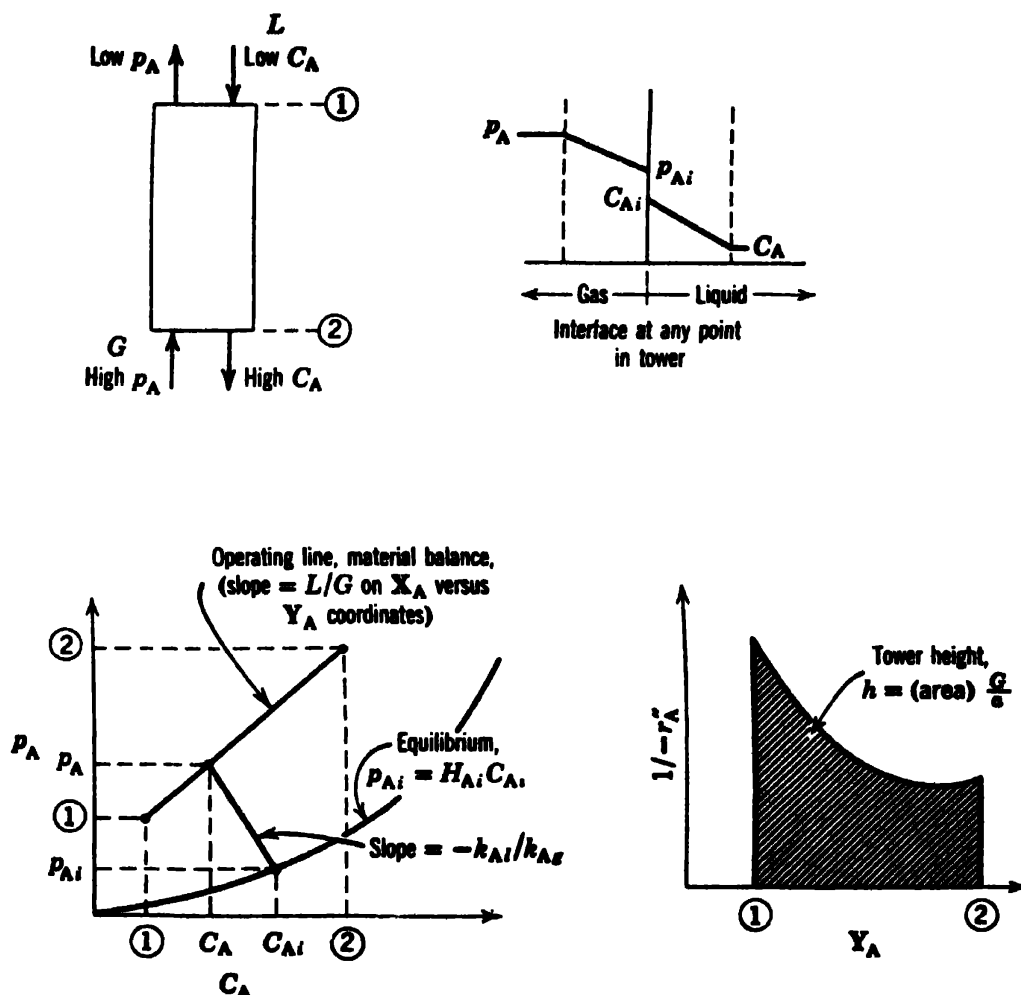 L
Low p_A
Low C_A
①
②
G
High p_A
High C_A
p_A
p_Ai
C_Ai
C_A
Gas
Liquid
Interface at any point
in tower
Operating line, material balance,
(slope = L/G on X_A versus
Y_A coordinates)
②
p_A
p_A
①
p_Ai
Equilibrium,
p_Ai = H_Ai C_Ai
Slope = −k_Al/k_Ag
①
C_A
C_Ai
②
C_A
Tower height,
h = (area) G/a
1/−r″_A
①
②
Y_A